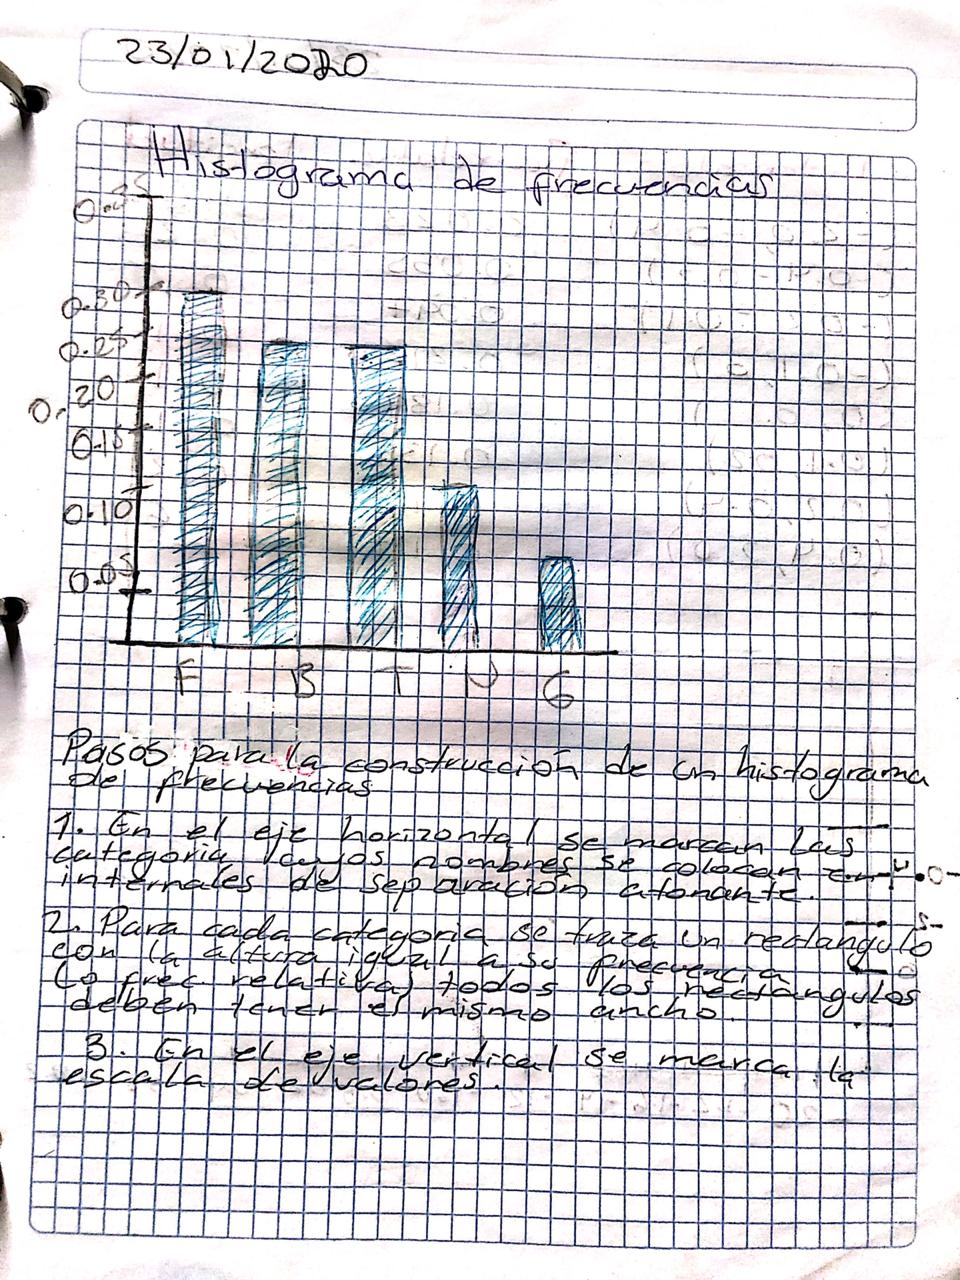 23/01/2020
Histograma de frecuencias
0.30
0.25
0.20
0.15
0.10
0.05
F B T G
Pasos para la construcción de un histograma
de frecuencias
1. En el eje horizontal se marcan las
categoria cuyos nombres se colocan en
de separación
2. Para cada categoria se traza un rectangulo
con la altura igual a su frecuencia
(o frec relativa) todos los rectángulos
deben tener el mismo ancho.
3. En el eje vertical se marca la
escala de valores.